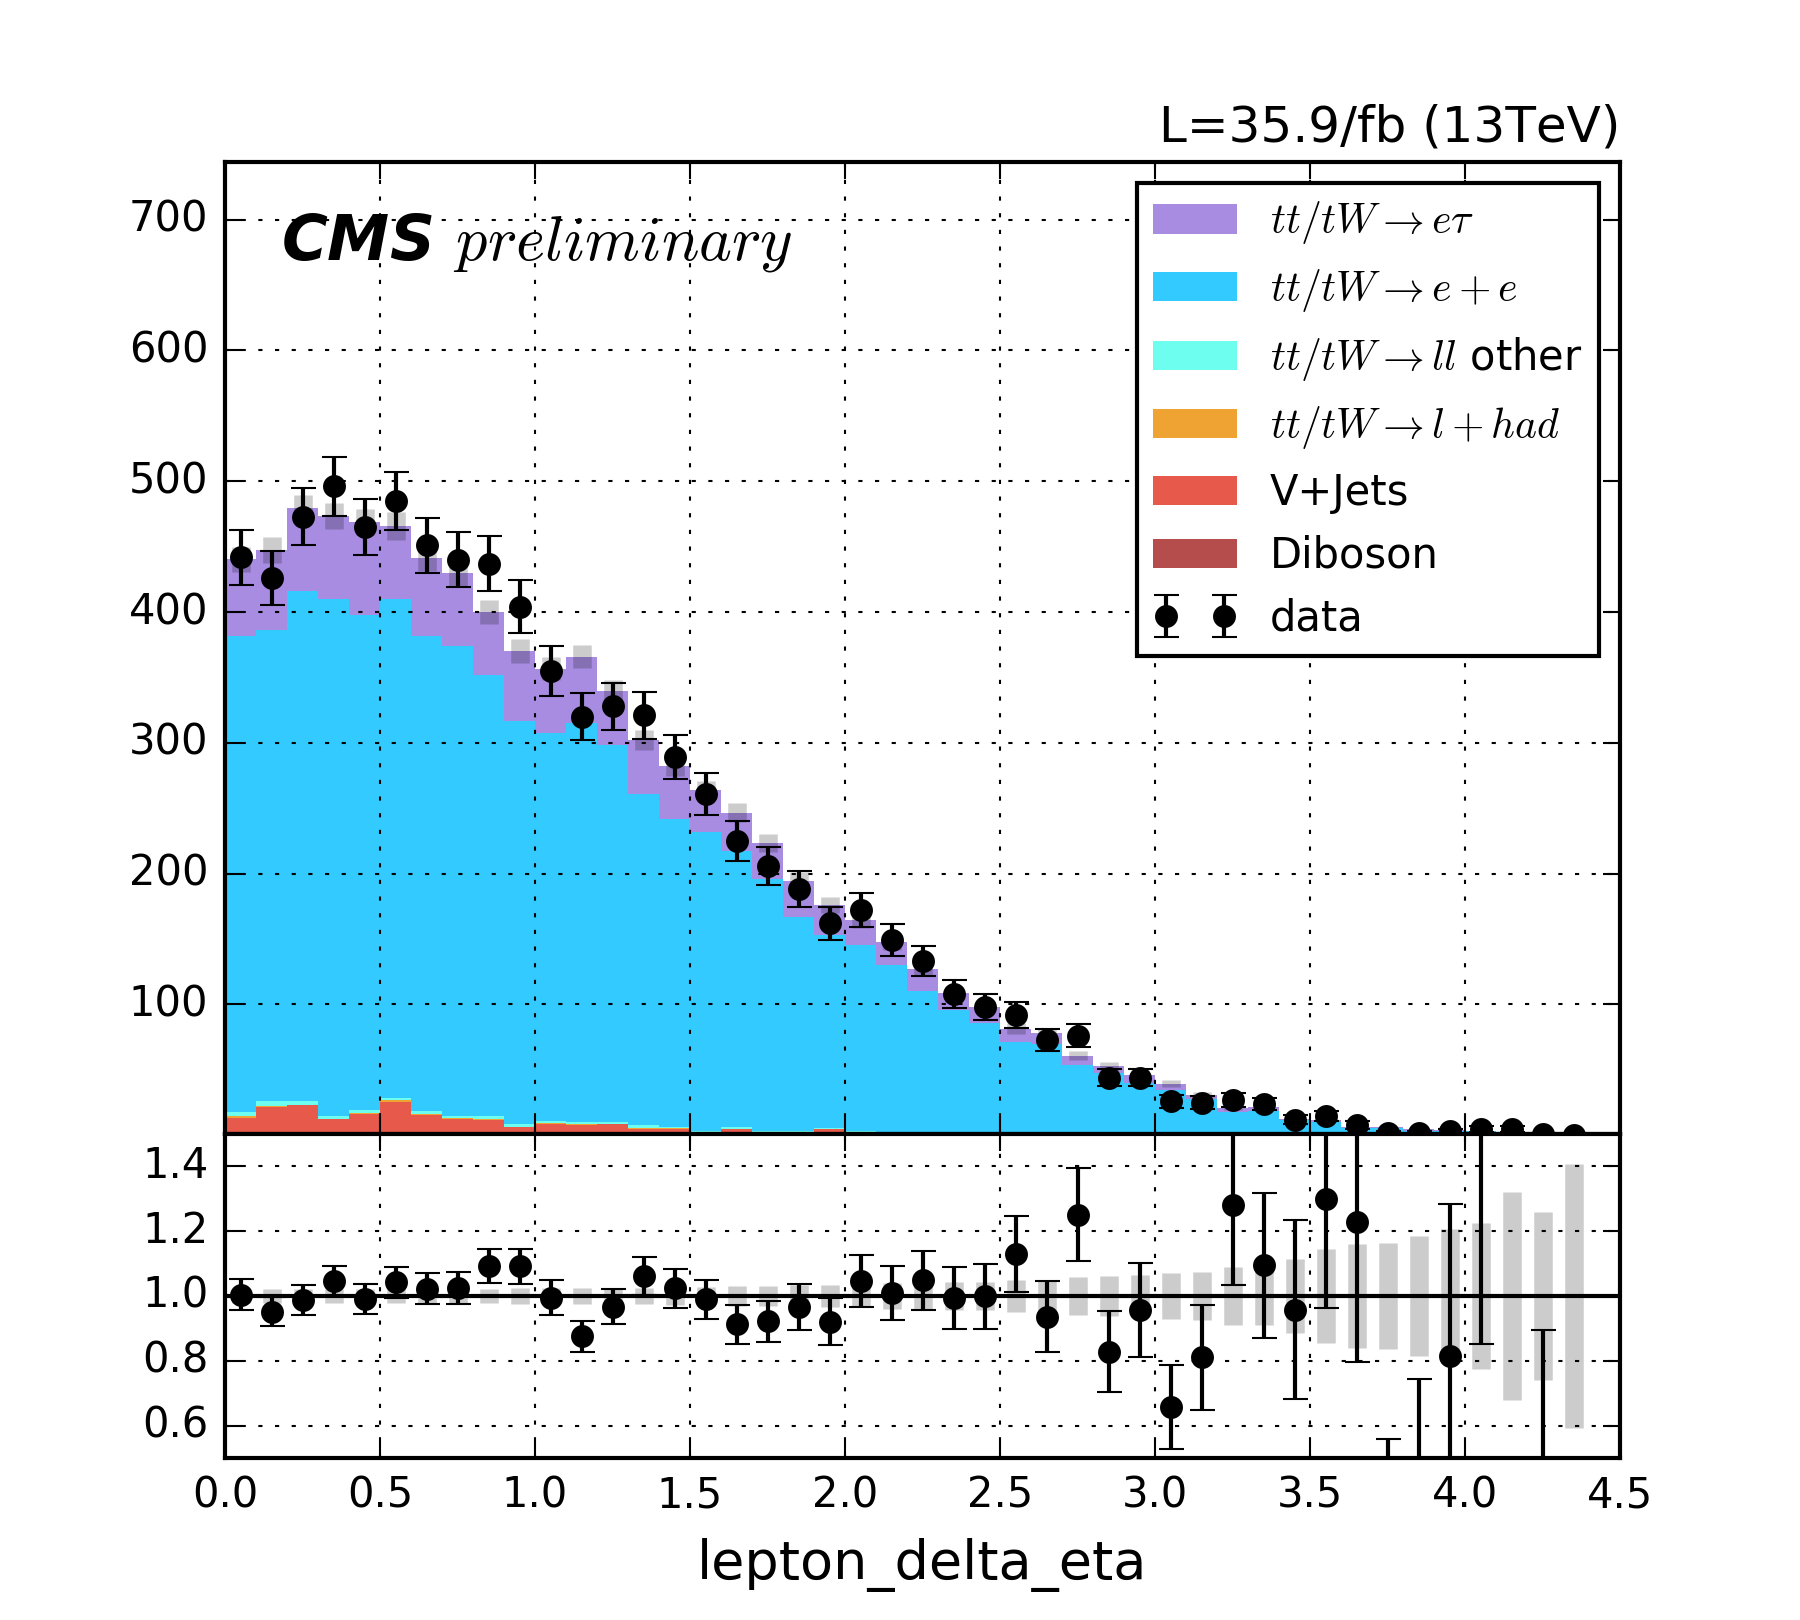 L=35.9/fb (13TeV)
CMS preliminary
700
600
500
400
300
200
100
tt/tW→eτ
tt/tW→e+e
tt/tW→ll other
tt/tW→l+had
V+Jets
Diboson
data
1.4
1.2
1.0
0.8
0.6
0.0 0.5 1.0 1.5 2.0 2.5 3.0 3.5 4.0 4.5
lepton_delta_eta